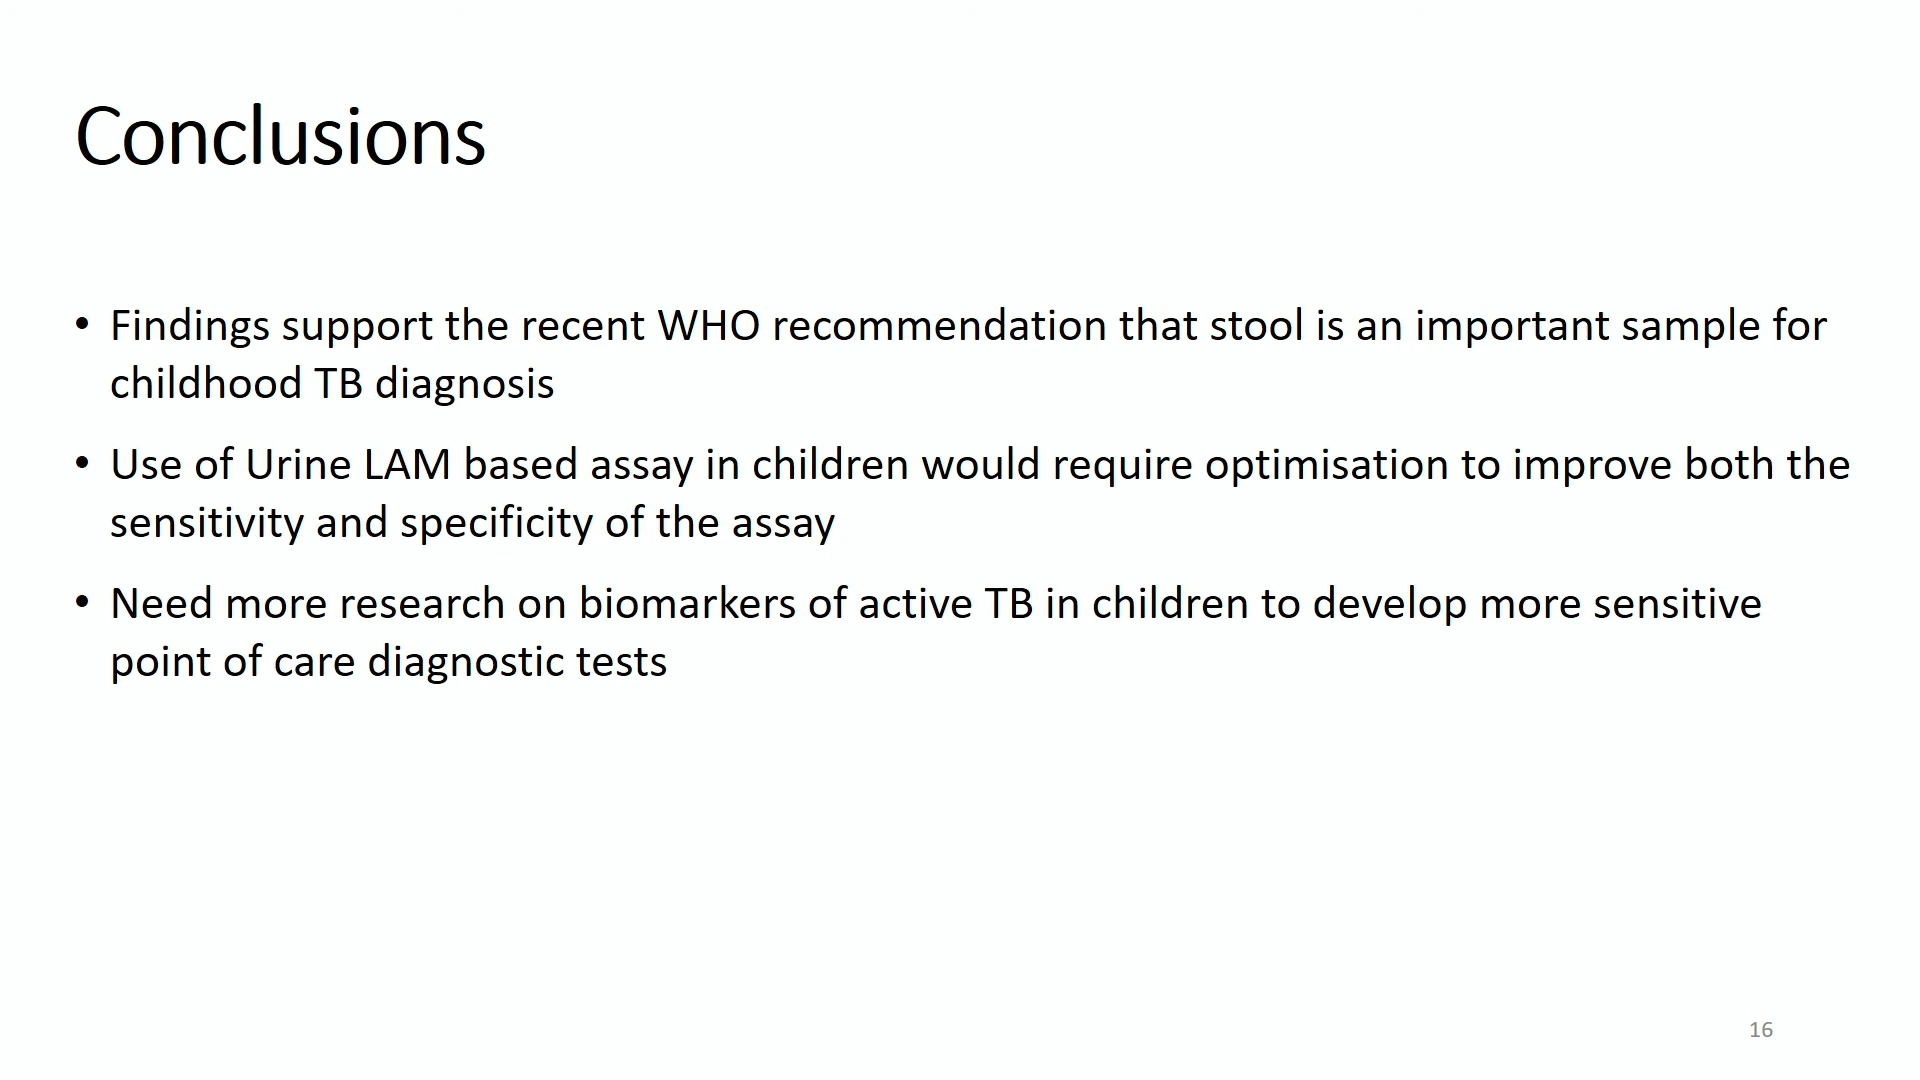 Conclusions
• Findings support the recent WHO recommendation that stool is an important sample for
childhood TB diagnosis
• Use of Urine LAM based assay in children would require optimisation to improve both the
sensitivity and specificity of the assay
• Need more research on biomarkers of active TB in children to develop more sensitive
point of care diagnostic tests
16